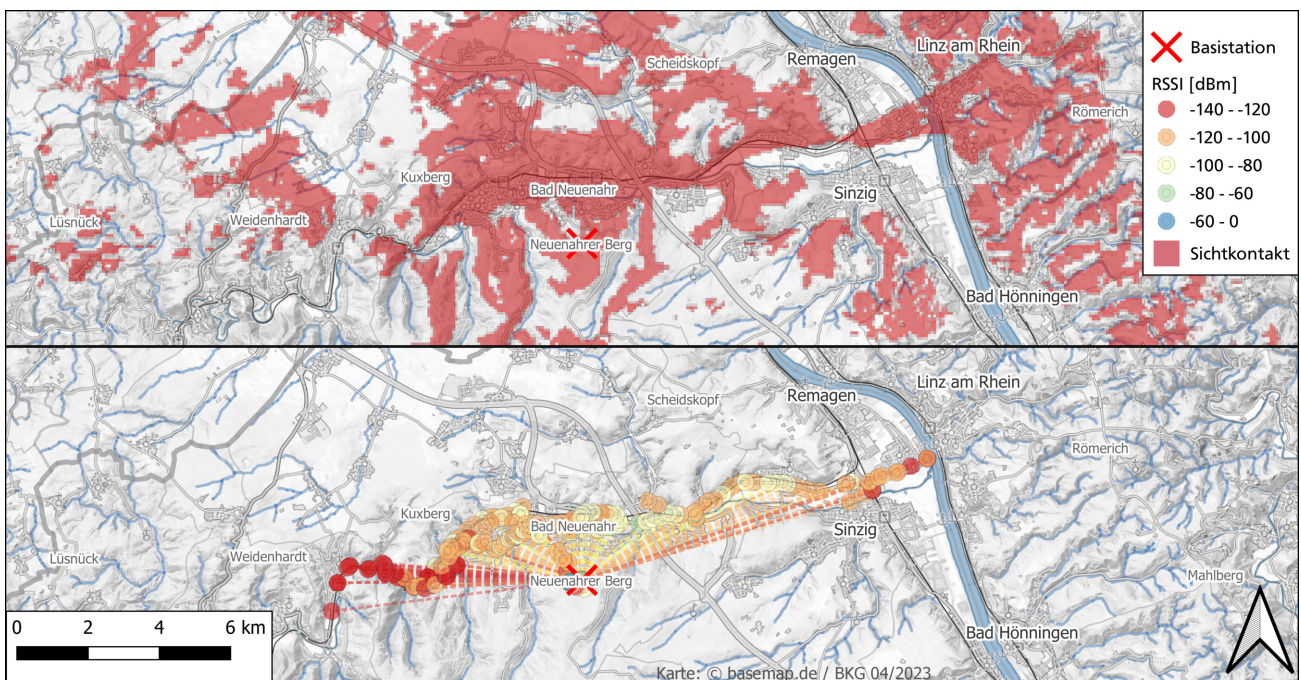 Linz am Rhein
Remagen
Scheidskopf
Römerich
Kuxberg
Bad Neuenahr
Sinzig
Lüsnück
Weidenhardt
Neuenahrer Berg
Bad Hönningen
Basistation
RSSI [dBm]
-140 - -120
-120 - -100
-100 - -80
-80 - -60
-60 - 0
Sichtkontakt
Linz am Rhein
Remagen
Scheidskopf
Römerich
Kuxberg
Bad Neuenahr
Sinzig
Lüsnück
Weidenhardt
Neuenahrer Berg
Mahlberg
Bad Hönningen
0 2 4 6 km
Karte: © basemap.de / BKG 04/2023